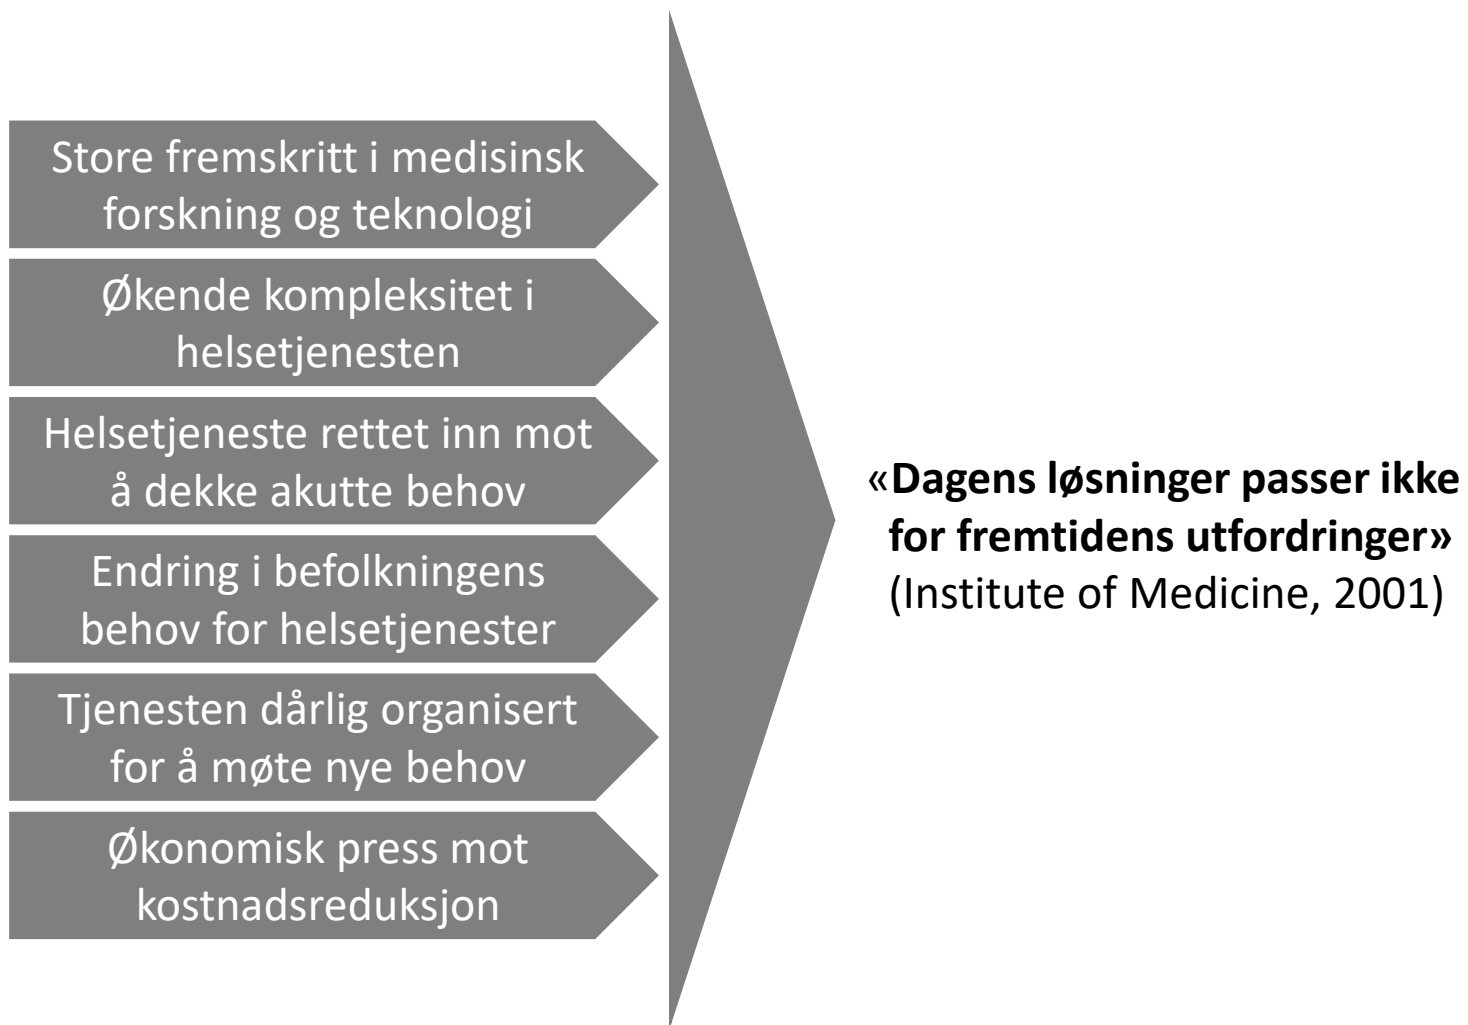 Store fremskritt i medisinsk
forskning og teknologi
Økende kompleksitet i
helsetjenesten
Helsetjeneste rettet inn mot
å dekke akutte behov
Endring i befolkningens
behov for helsetjenester
Tjenesten dårlig organisert
for å møte nye behov
Økonomisk press mot
kostnadsreduksjon
«Dagens løsninger passer ikke
for fremtidens utfordringer»
(Institute of Medicine, 2001)